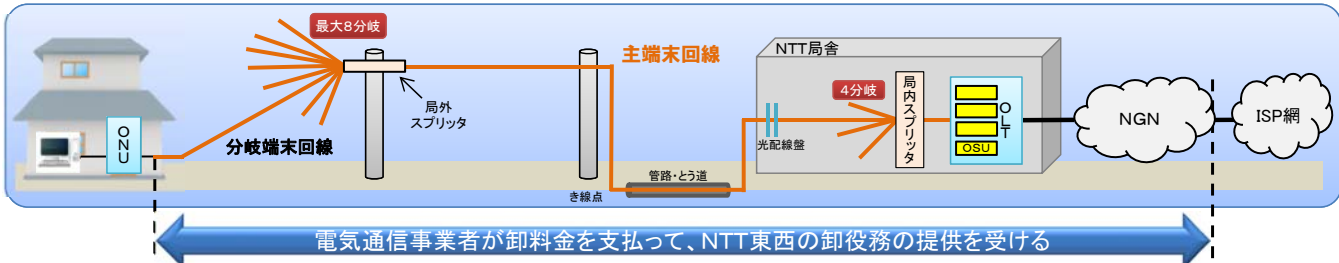 最大8分岐
主端末回線
NTT局舎
4分岐
局内スプリッタ
OLT
OSU
局外
スプリッタ
ONU
分岐端末回線
光配線盤
NGN
ISP網
管路・とう道
き線点
電気通信事業者が卸料金を支払って、NTT東西の卸役務の提供を受ける